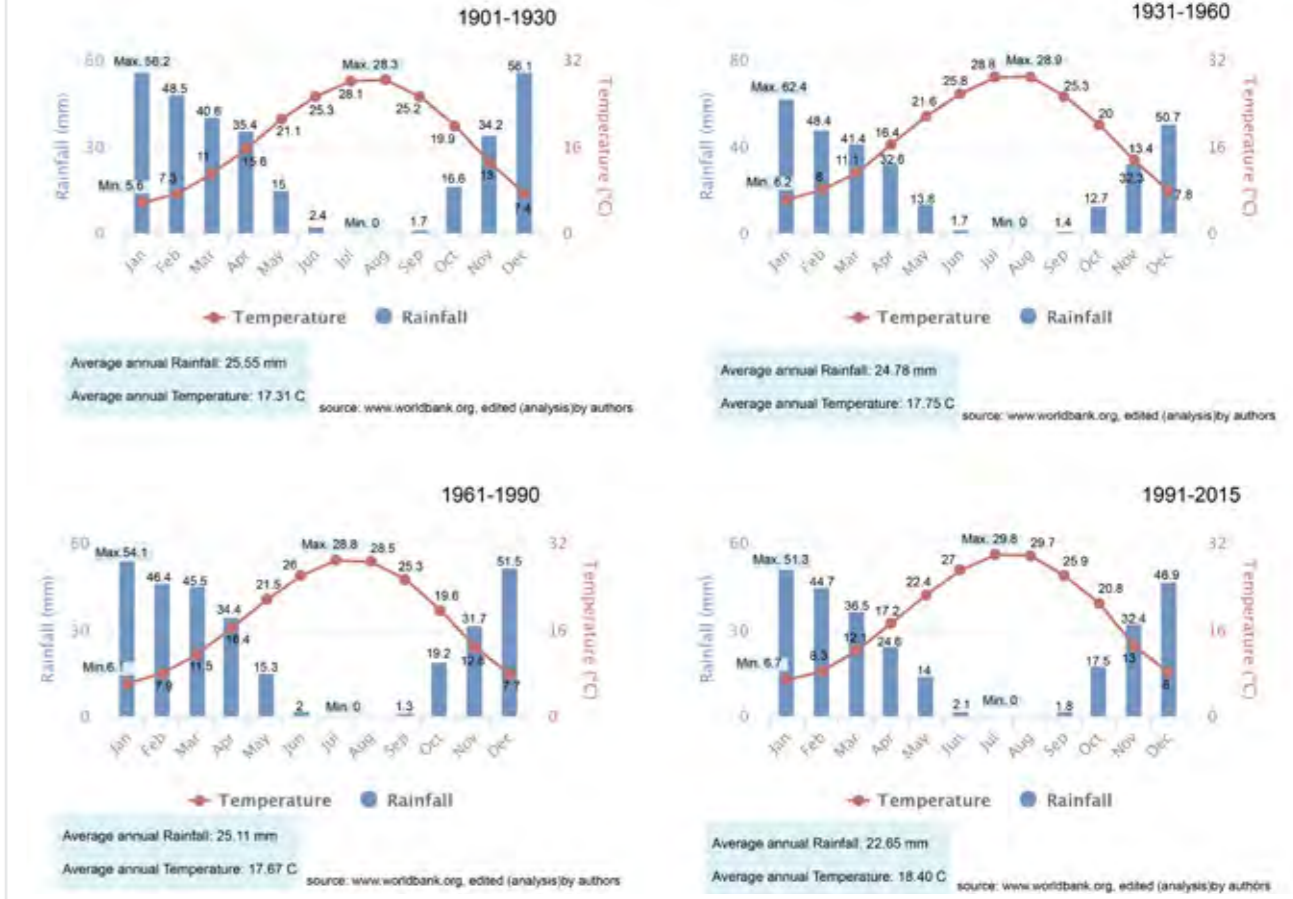 1901-1930
60
Max. 56.2
48.5
40.6
35.4
15
2.4
Min. 0
1.7
16.6
34.2
56.1
Min. 5.6
7.3
11
15.6
21.1
25.3
28.1
Max. 28.3
25.2
19.9
13
7.4
32
30
16
0
0
Rainfall (mm)
Temperature (°C)
Jan Feb Mar Apr May Jun Jul Aug Sep Oct Nov Dec
Temperature Rainfall
Average annual Rainfall: 25.55 mm
Average annual Temperature: 17.31 C
source: www.worldbank.org, edited (analysis)by authors
1931-1960
80
Max. 62.4
48.4
41.4
32.6
13.8
1.7
Min. 0
1.4
12.7
32.3
50.7
Min. 6.2
8
11.1
16.4
21.6
25.8
28.8
Max. 28.9
25.3
20
13.4
7.8
32
40
16
0
0
Rainfall (mm)
Temperature (°C)
Jan Feb Mar Apr May Jun Jul Aug Sep Oct Nov Dec
Temperature Rainfall
Average annual Rainfall: 24.78 mm
Average annual Temperature: 17.75 C
source: www.worldbank.org, edited (analysis)by authors
1961-1990
60
Max.54.1
46.4
45.5
34.4
15.3
2
Min. 0
1.3
19.2
31.7
51.5
7.9
11.5
16.4
21.5
26
Max. 28.8
28.5
25.3
19.6
12.8
7.7
32
30
16
0
0
Rainfall (mm)
Temperature (°C)
Jan Feb Mar Apr May Jun Jul Aug Sep Oct Nov Dec
Temperature Rainfall
Average annual Rainfall: 25.11 mm
Average annual Temperature: 17.67 C
source: www.worldbank.org, edited (analysis)by authors
1991-2015
60
Max. 51.3
44.7
36.5
24.6
14
2.1
Min. 0
1.8
17.5
32.4
46.9
Min. 6.7
8.3
12.1
17.2
22.4
27
Max. 29.8
29.7
25.9
20.8
13
8
32
30
16
0
0
Rainfall (mm)
Temperature (°C)
Jan Feb Mar Apr May Jun Jul Aug Sep Oct Nov Dec
Temperature Rainfall
Average annual Rainfall: 22.65 mm
Average annual Temperature: 18.40 C
source: www.worldbank.org, edited (analysis)by authors